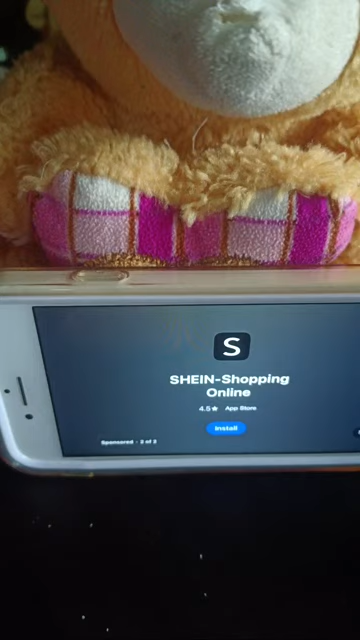 S
SHEIN-Shopping
Online
4.5★ App Store
Install
Sponsored · 2 of 2